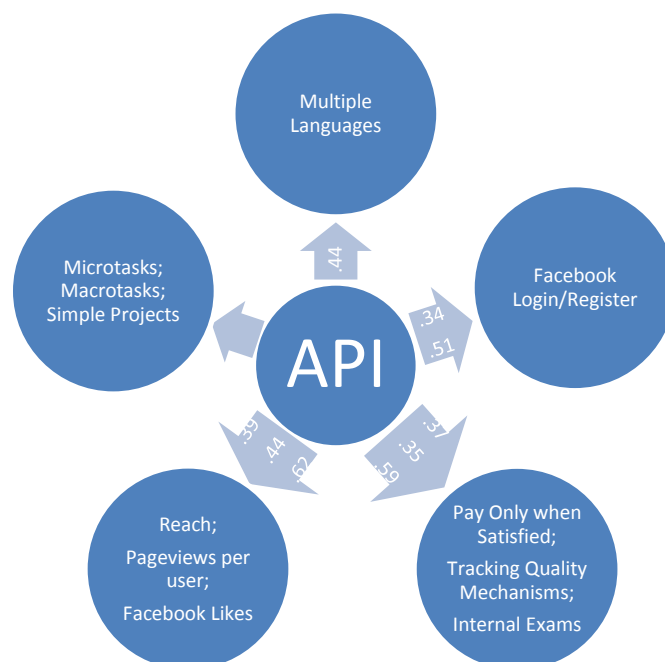 Multiple
Languages
Microtasks;
Macrotasks;
Simple Projects
.44
Facebook
Login/Register
.34
.51
API
.39
.44
.62
.37
.35
.59
Reach;
Pageviews per
user;
Facebook Likes
Pay Only when
Satisfied;
Tracking Quality
Mechanisms;
Internal Exams